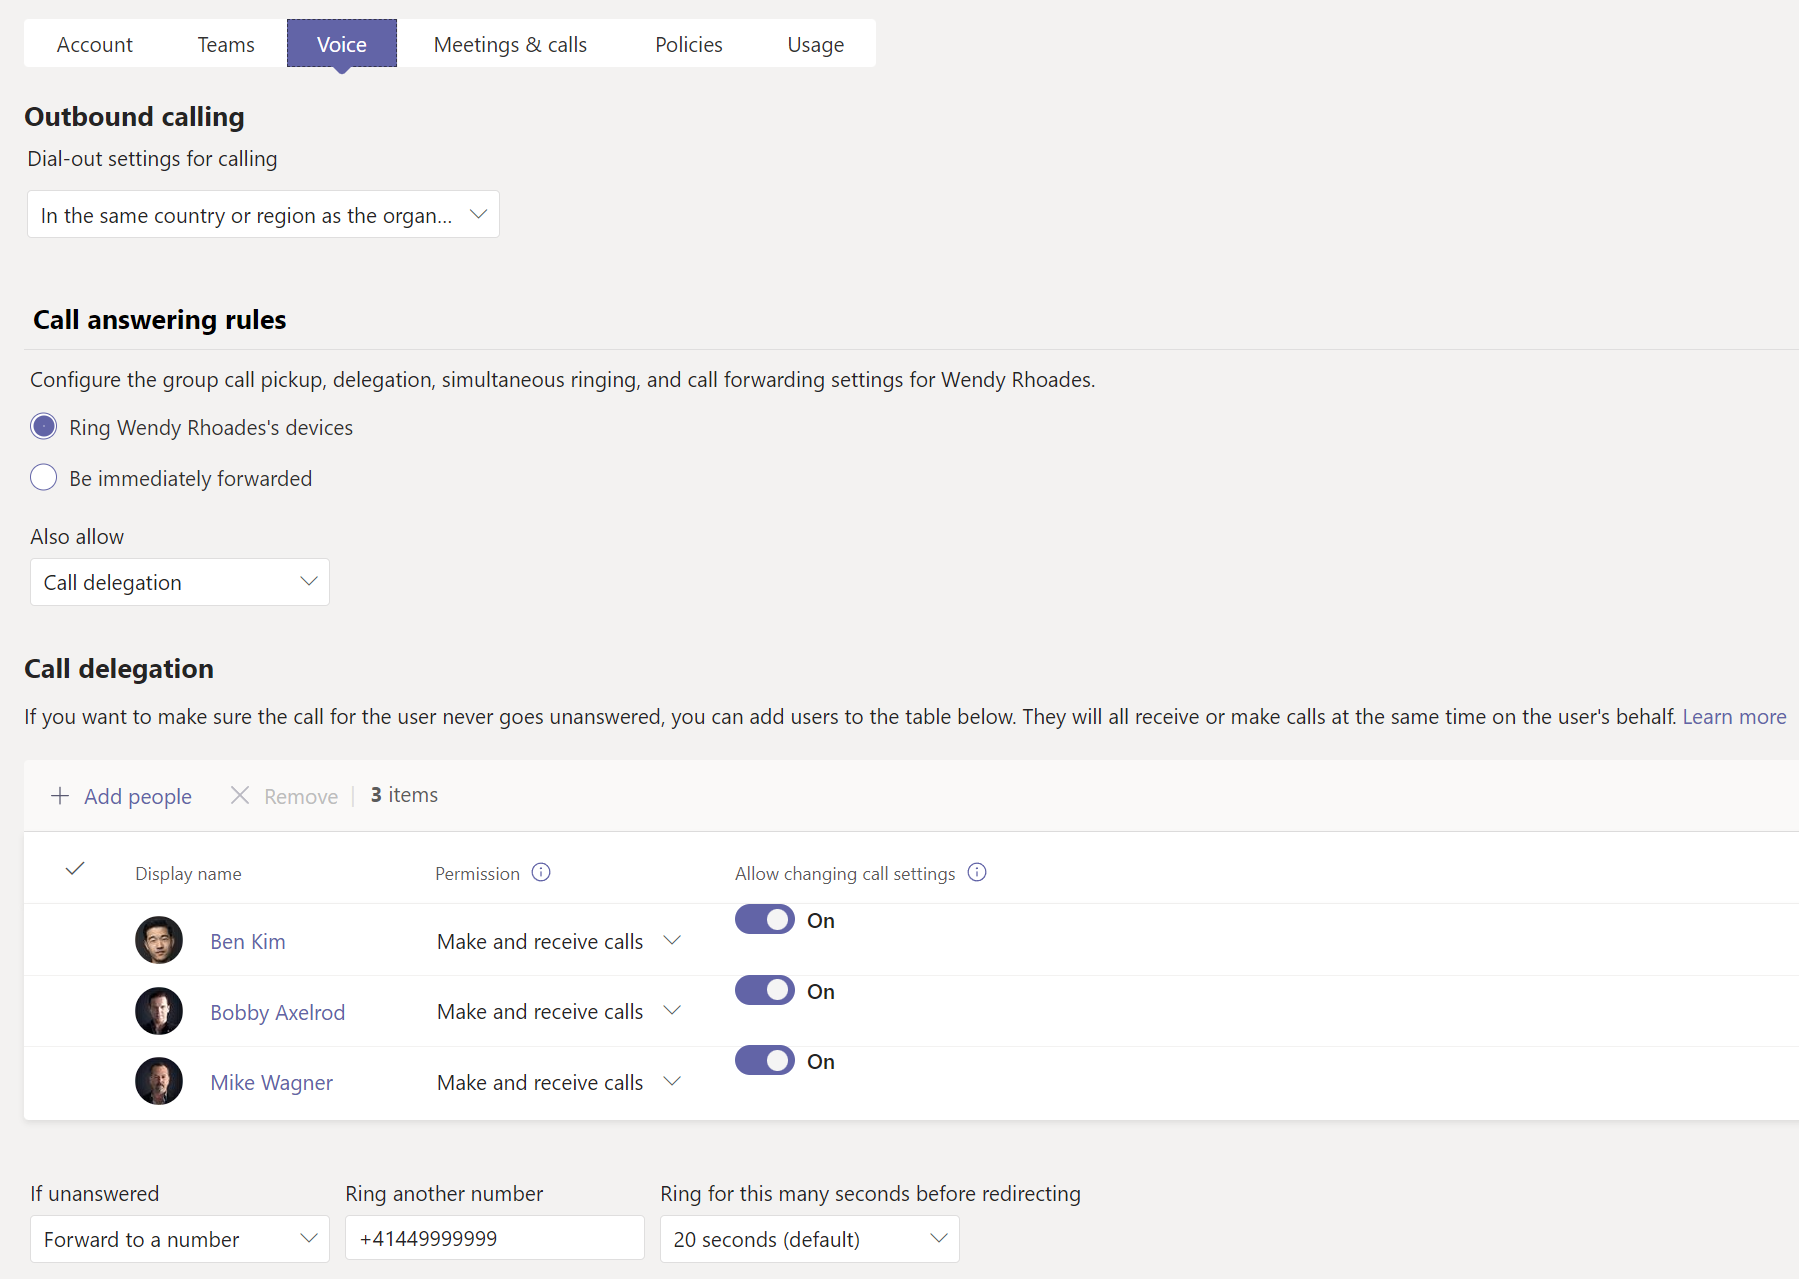 Account Teams Voice Meetings & calls Policies Usage
Outbound calling
Dial-out settings for calling
In the same country or region as the organ...
Call answering rules
Configure the group call pickup, delegation, simultaneous ringing, and call forwarding settings for Wendy Rhoades.
Ring Wendy Rhoades's devices
Be immediately forwarded
Also allow
Call delegation
Call delegation
If you want to make sure the call for the user never goes unanswered, you can add users to the table below. They will all receive or make calls at the same time on the user's behalf. Learn more
Add people Remove 3 items
Display name Permission Allow changing call settings
Ben Kim Make and receive calls On
Bobby Axelrod Make and receive calls On
Mike Wagner Make and receive calls On
If unanswered Ring another number Ring for this many seconds before redirecting
Forward to a number +41449999999 20 seconds (default)